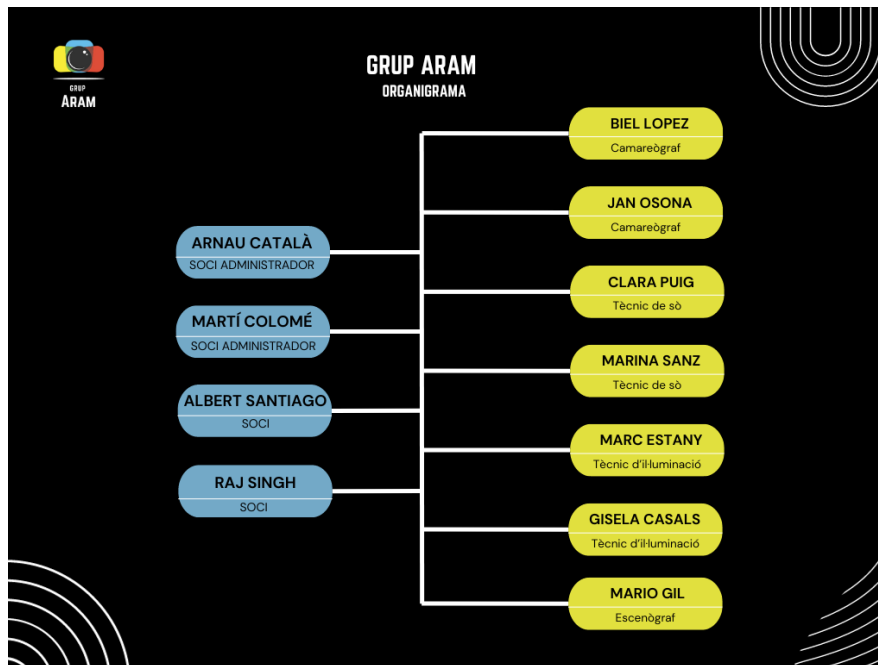 GRUP
ARAM
GRUP ARAM
ORGANIGRAMA
ARNAU CATALÀ
SOCI ADMINISTRADOR
MARTÍ COLOMÉ
SOCI ADMINISTRADOR
ALBERT SANTIAGO
SOCI
RAJ SINGH
SOCI
BIEL LOPEZ
Camareògraf
JAN OSONA
Camareògraf
CLARA PUIG
Tècnic de sò
MARINA SANZ
Tècnic de sò
MARC ESTANY
Tècnic d'il·luminació
GISELA CASALS
Tècnic d'il·luminació
MARIO GIL
Escenògraf